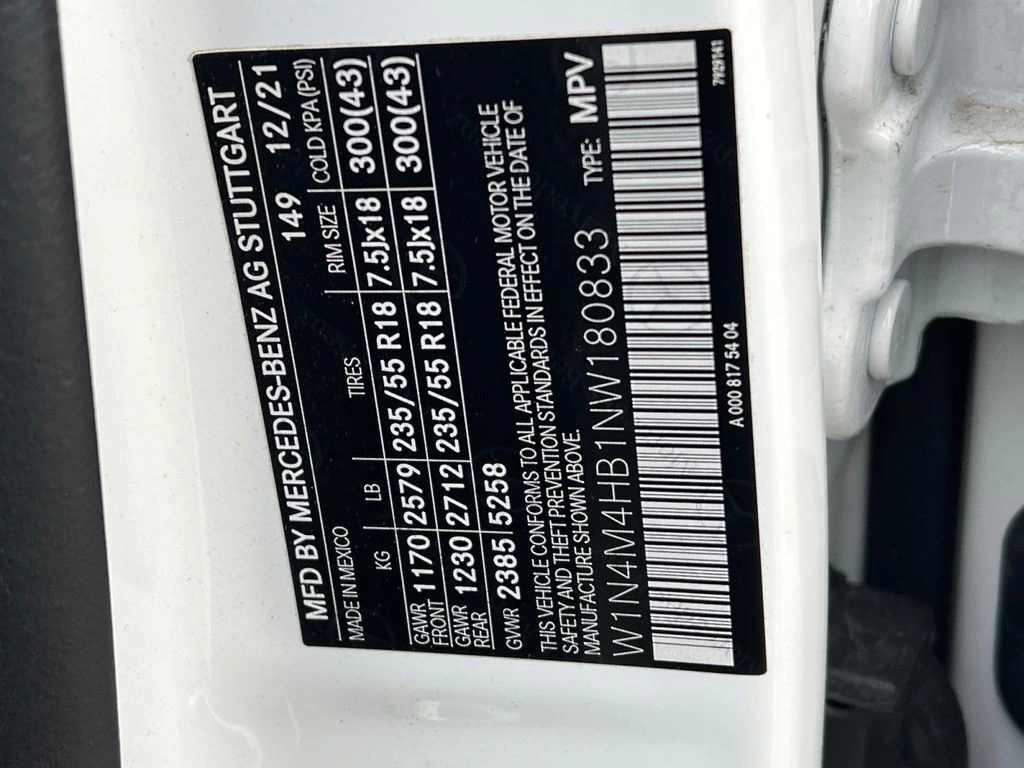 MFD BY MERCEDES-BENZ AG STUTTGART
MADE IN MEXICO 149 12/21
KG LB TIRES RIM SIZE COLD KPA (PSI)
GAWR FRONT 1170 2579 235/55 R18 7.5Jx18 300(43)
GAWR REAR 1230 2712 235/55 R18 7.5Jx18 300(43)
GVWR 2385 5258
THIS VEHICLE CONFORMS TO ALL APPLICABLE FEDERAL MOTOR VEHICLE
SAFETY AND THEFT PREVENTION STANDARDS IN EFFECT ON THE DATE OF
MANUFACTURE SHOWN ABOVE.
W1N4M4HB1NW180833 TYPE: MPV
A 000 817 54 04 7929141